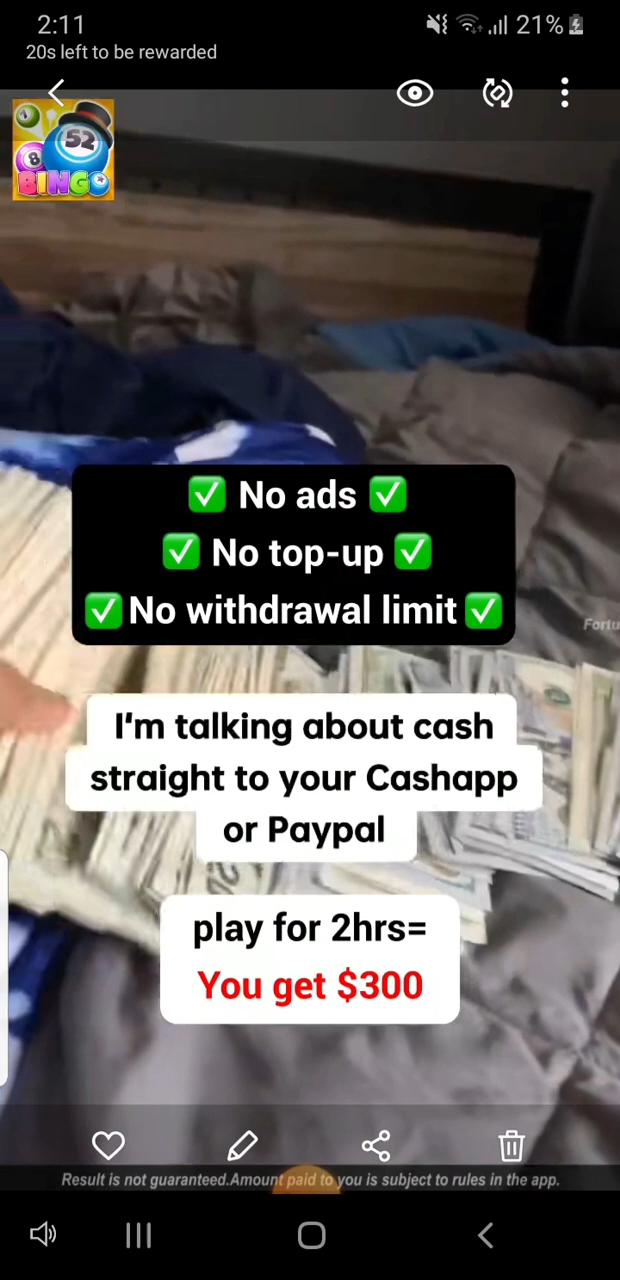 2:11
21%
20s left to be rewarded
52
8
BINGO
✅ No ads ✅
✅ No top-up ✅
✅ No withdrawal limit ✅
Fortu
I'm talking about cash
straight to your Cashapp
or Paypal
play for 2hrs=
You get $300
Result is not guaranteed.Amount paid to you is subject to rules in the app.